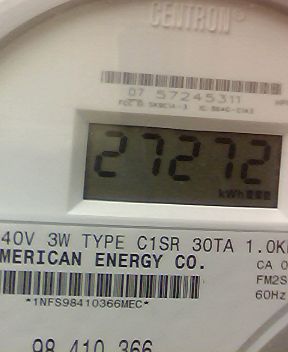 CENTRON®
07 57245311
27272
kWh
40V 3W TYPE C1SR 30TA 1.0K
MERICAN ENERGY CO.
CA 0
FM2S
60Hz
*1NFS98410366MEC*
98 410 366